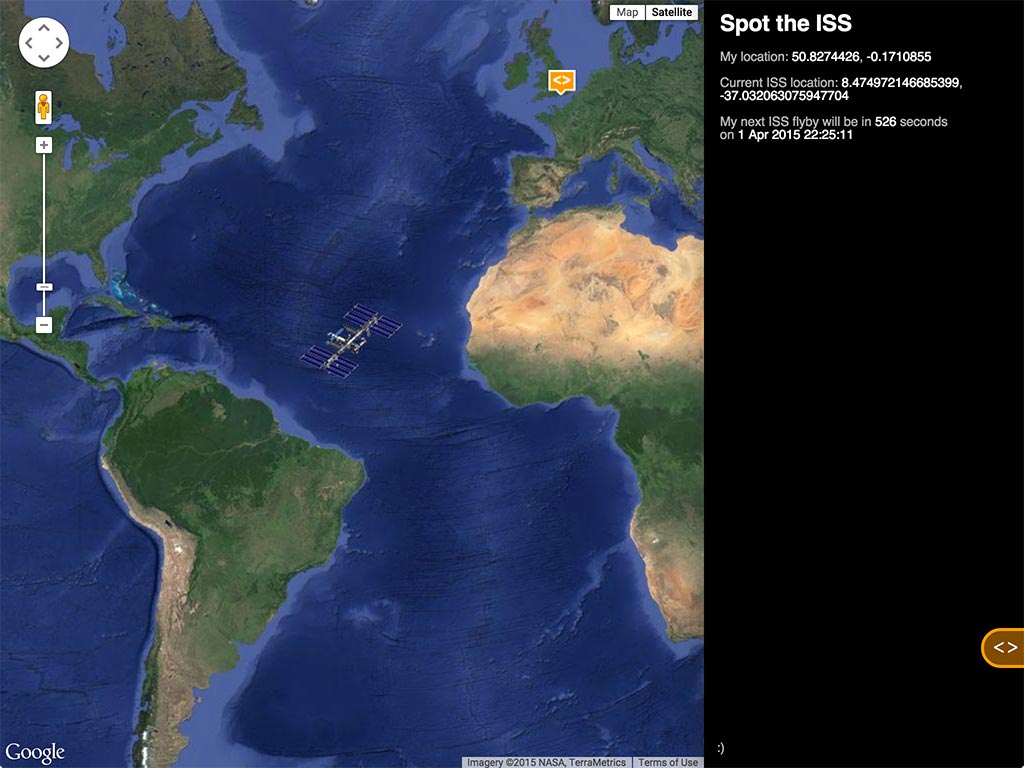 Map Satellite
Spot the ISS
My location: 50.8274426, -0.1710855
Current ISS location: 8.474972146685399,
-37.032063075947704
My next ISS flyby will be in 526 seconds
on 1 Apr 2015 22:25:11
<>
<>
:)
Google
Imagery ©2015 NASA, TerraMetrics Terms of Use